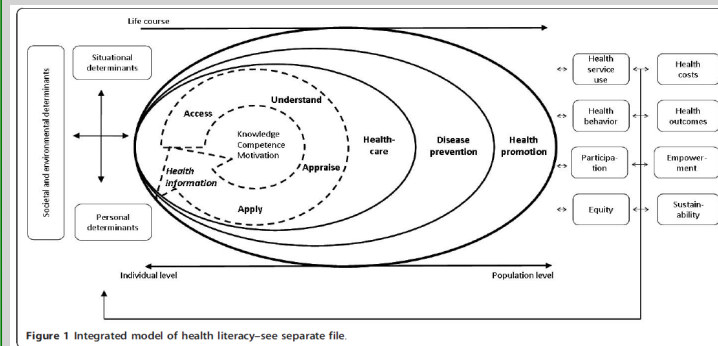 Life course
Societal and environmental determinants
Situational
determinants
Personal
determinants
Access
Understand
Knowledge
Competence
Motivation
Health
information
Appraise
Apply
Health-
care
Disease
prevention
Health
promotion
Health
service
use
Health
costs
Health
behavior
Health
outcomes
Participa-
tion
Empower-
ment
Equity
Sustain-
ability
Individual level
Population level
Figure 1 Integrated model of health literacy–see separate file.